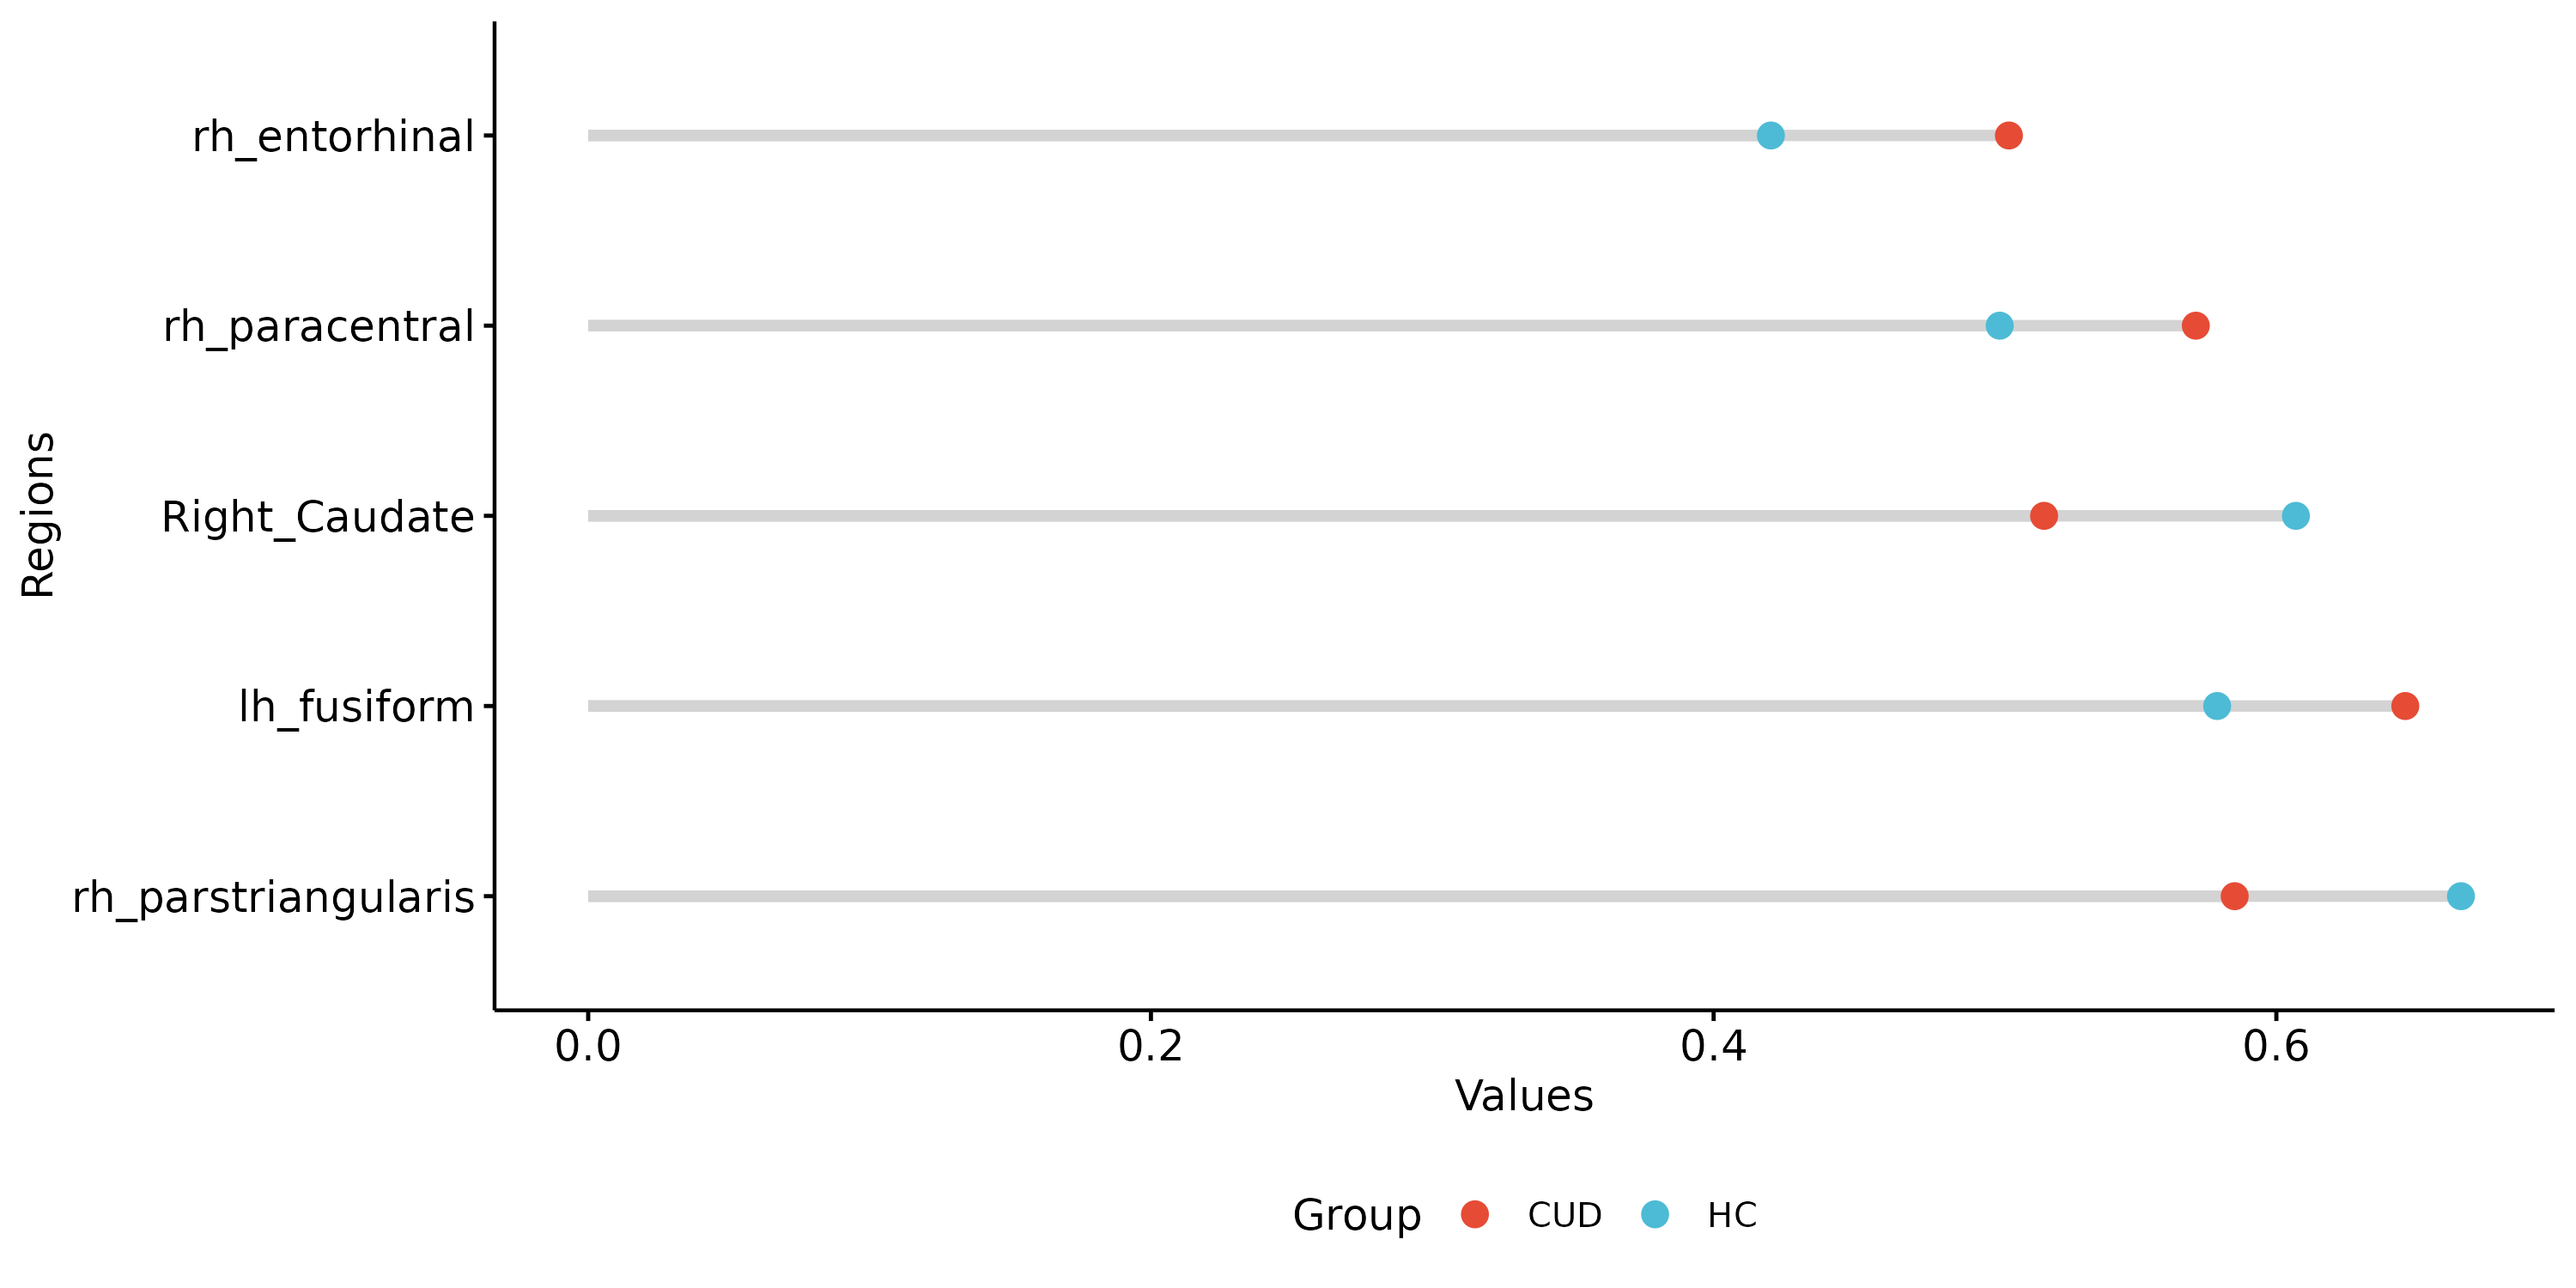 rh_entorhinal
rh_paracentral
Right_Caudate
lh_fusiform
rh_parstriangularis
Regions
0.0 0.2 0.4 0.6
Values
Group CUD HC